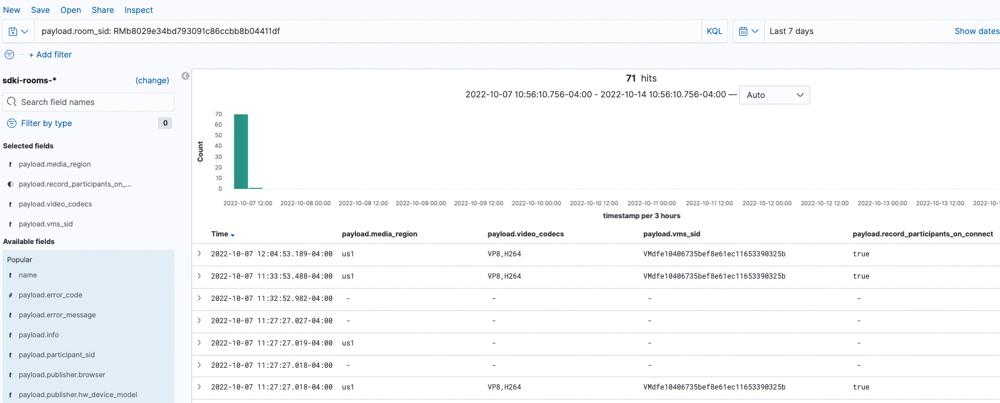 New Save Open Share Inspect
payload.room_sid: RMb8029e34bd793091c86ccbb8b04411df KQL Last 7 days Show dates
+ Add filter
sdki-rooms-* (change)
Search field names
Filter by type 0
Selected fields
t payload.media_region
payload.record_participants_on_...
t payload.video_codecs
t payload.vms_sid
Available fields
Popular
t name
# payload.error_code
t payload.error_message
t payload.info
t payload.participant_sid
t payload.publisher.browser
t payload.publisher.hw_device_model
71 hits
2022-10-07 10:56:10.756-04:00 - 2022-10-14 10:56:10.756-04:00 — Auto
Count
70
60
50
40
30
20
10
0
2022-10-07 12:00 2022-10-08 00:00 2022-10-08 12:00 2022-10-09 00:00 2022-10-09 12:00 2022-10-10 00:00 2022-10-10 12:00 2022-10-11 00:00 2022-10-11 12:00 2022-10-12 00:00 2022-10-12 12:00 2022-10-13 00:00 2022-10-13 12:00 2022-10-1
timestamp per 3 hours
Time payload.media_region payload.video_codecs payload.vms_sid payload.record_participants_on_connect
2022-10-07 12:04:53.189-04:00 us1 VP8,H264 VMdfe10406735bef8e61ec11653390325b true
2022-10-07 11:33:53.488-04:00 us1 VP8,H264 VMdfe10406735bef8e61ec11653390325b true
2022-10-07 11:32:52.982-04:00 - - - -
2022-10-07 11:27:27.027-04:00 - - - -
2022-10-07 11:27:27.019-04:00 us1 - - -
2022-10-07 11:27:27.018-04:00 - - - -
2022-10-07 11:27:27.018-04:00 us1 VP8,H264 VMdfe10406735bef8e61ec11653390325b true